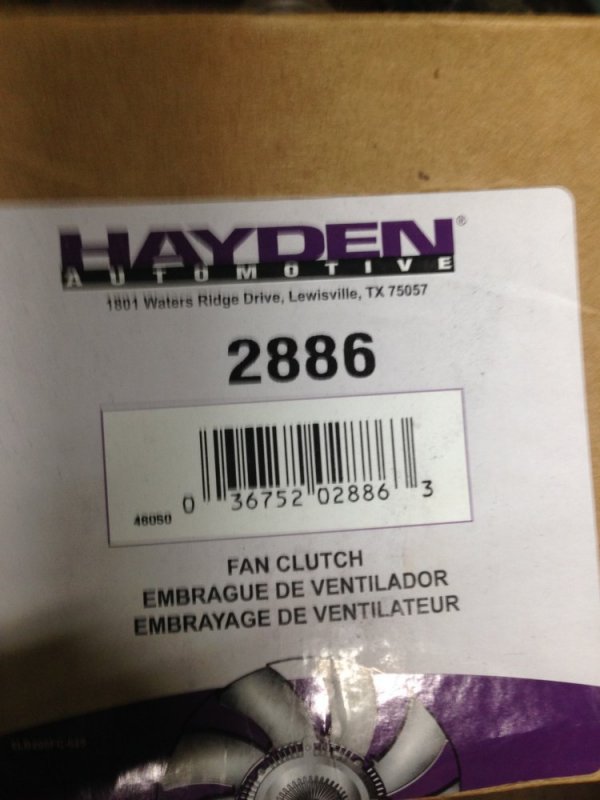 HAYDEN®
AUTOMOTIVE
1801 Waters Ridge Drive, Lewisville, TX 75057
2886
0 36752 02886 3
48050
FAN CLUTCH
EMBRAGUE DE VENTILADOR
EMBRAYAGE DE VENTILATEUR